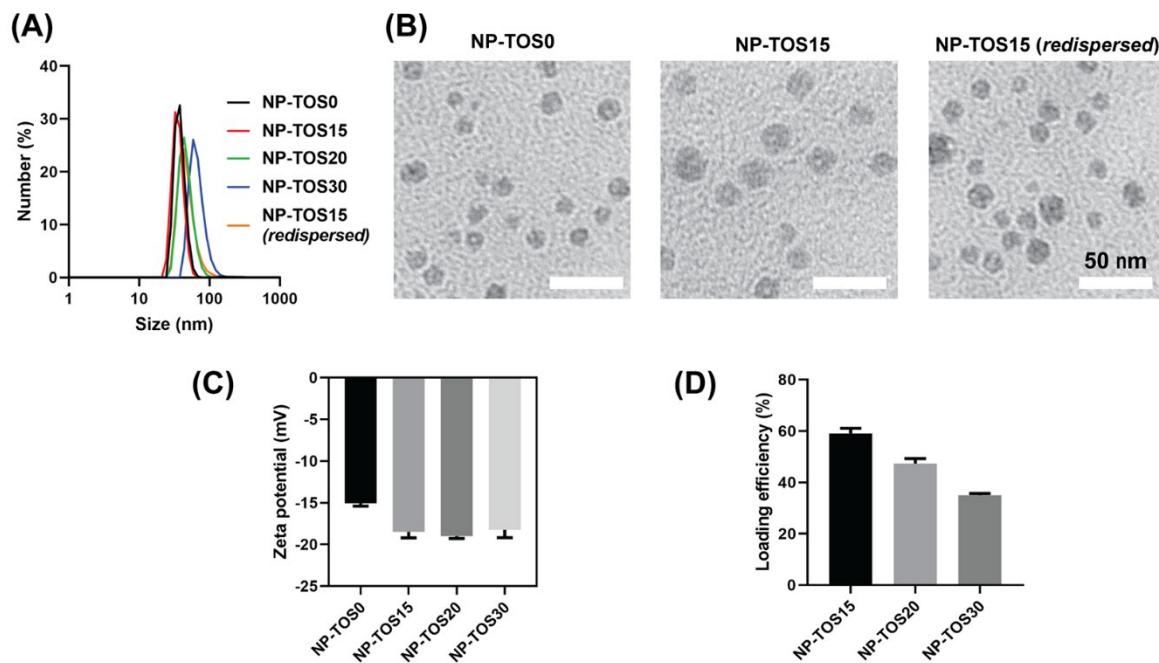 (A)
40
30
20
10
0
Number (%)
1
10
100
1000
Size (nm)
NP-TOS0
NP-TOS15
NP-TOS20
NP-TOS30
NP-TOS15
(redispersed)
(B)
NP-TOS0
NP-TOS15
NP-TOS15 (redispersed)
50 nm
(C)
0
-5
-10
-15
-20
-25
Zeta potential (mV)
NP-TOS0
NP-TOS15
NP-TOS20
NP-TOS30
(D)
80
60
40
20
0
Loading efficiency (%)
NP-TOS15
NP-TOS20
NP-TOS30